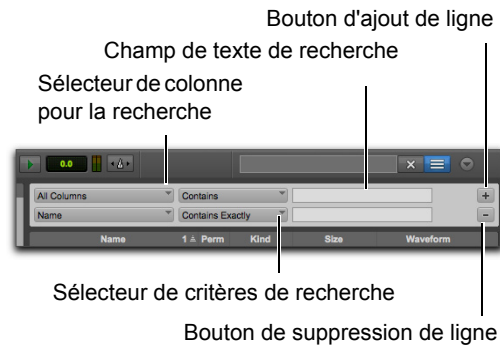 Bouton d'ajout de ligne
Champ de texte de recherche
Sélecteur de colonne
pour la recherche
0.0
All Columns Contains +
Name Contains Exactly -
Name 1 Perm Kind Size Waveform
Sélecteur de critères de recherche
Bouton de suppression de ligne